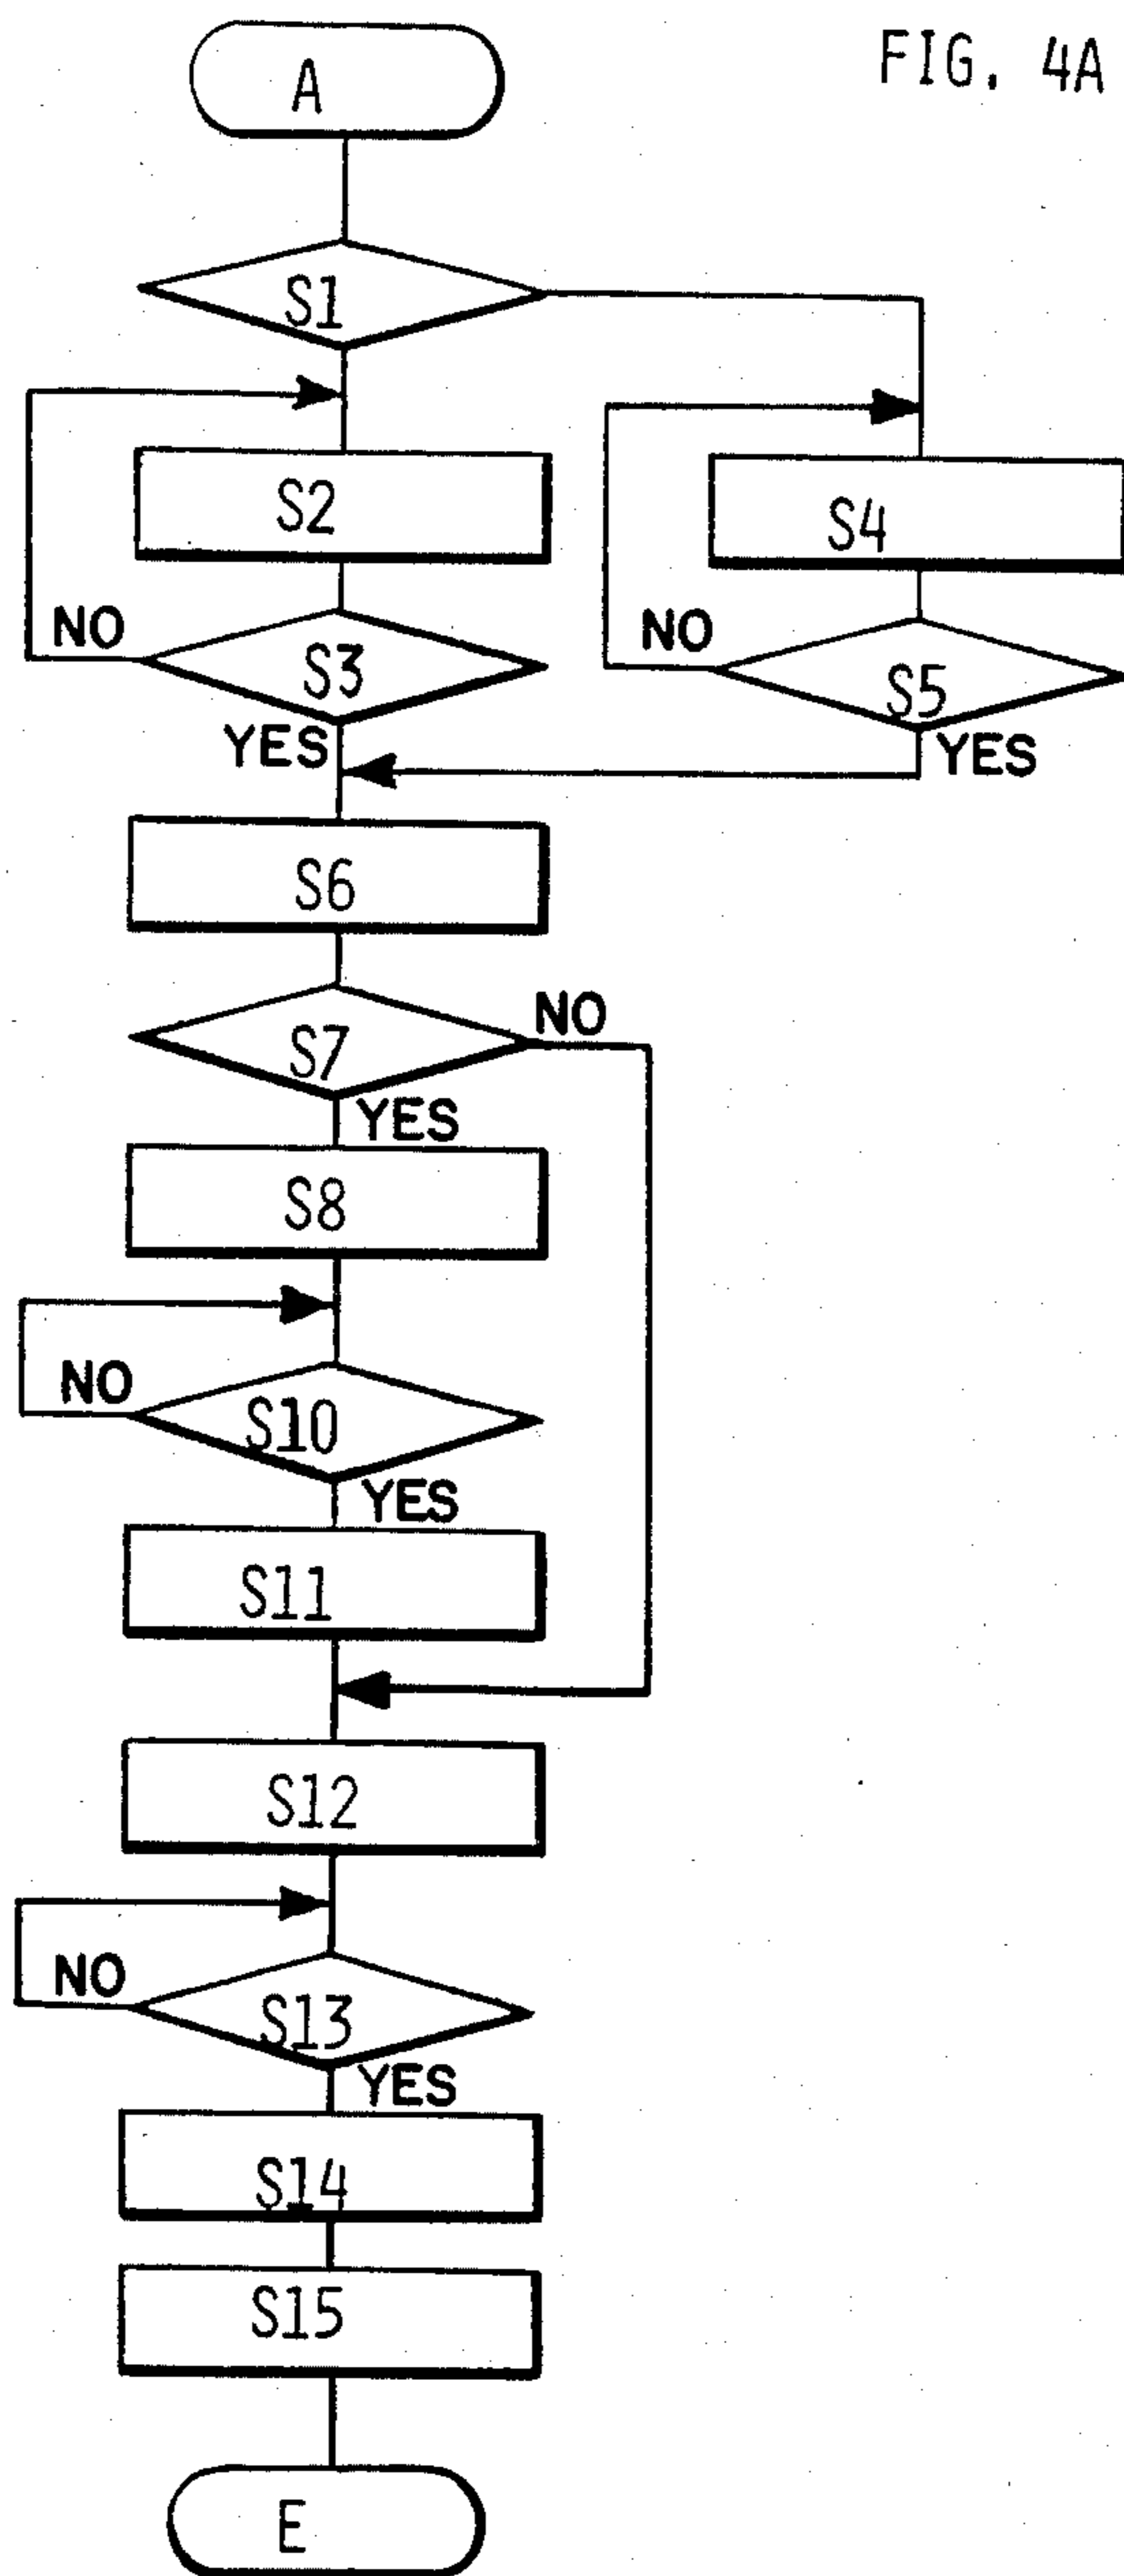 FIG. 4A
A
S1
S2
S4
NO
S3
YES
NO
S5
YES
S6
S7
NO
YES
S8
NO
S10
YES
S11
S12
NO
S13
YES
S14
S15
E